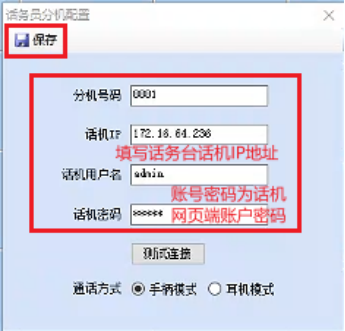 话务员分机配置
保存
分机号码 8001
话机IP 172.16.64.236
填写话务台话机IP地址
话机用户名 admin
账号密码为话机
话机密码 ******
网页端账户密码
测试连接
通话方式 手柄模式 耳机模式